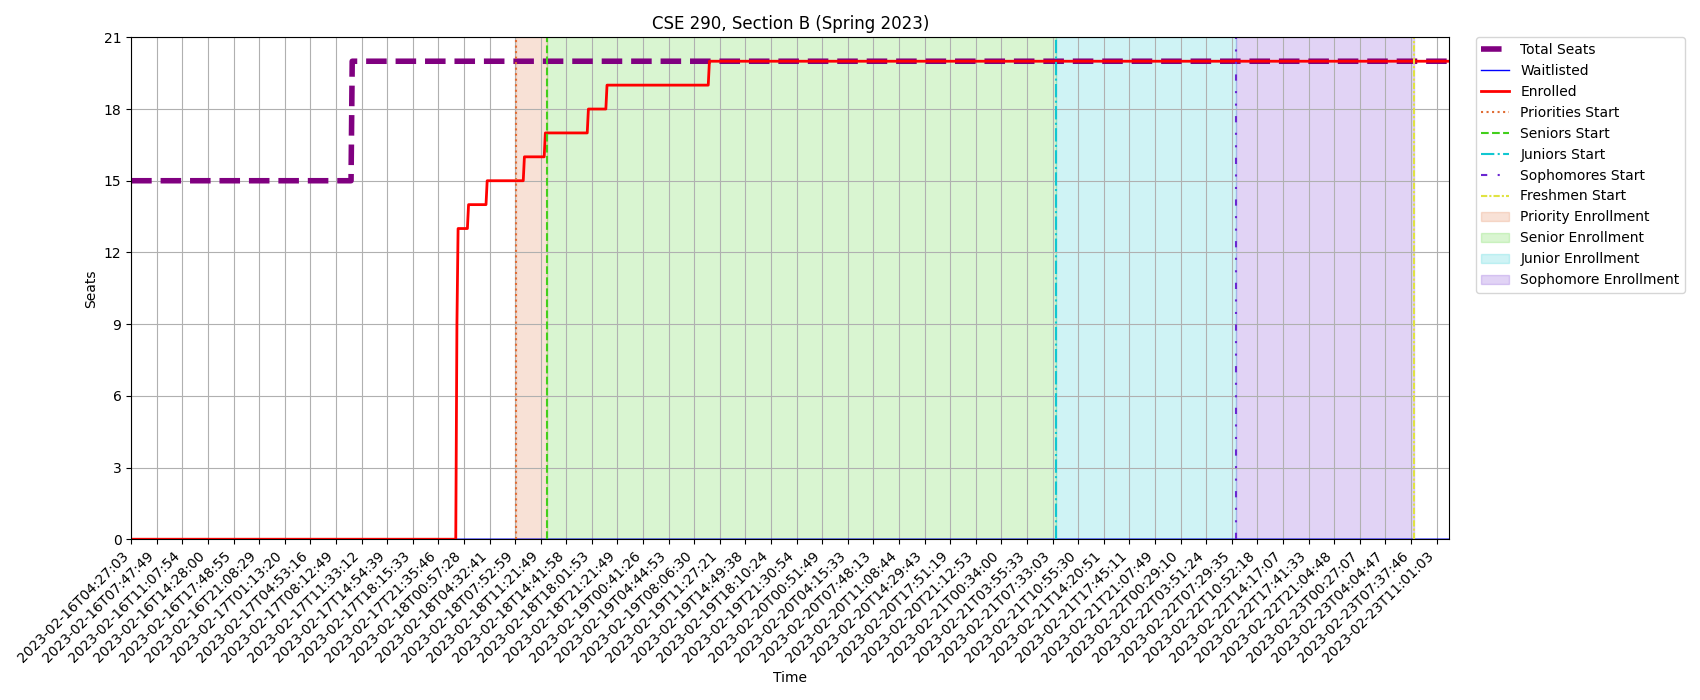 CSE 290, Section B (Spring 2023)
21
18
15
12
9
6
3
0
Seats
2023-02-16T04:27:03
2023-02-16T07:47:49
2023-02-16T11:07:54
2023-02-16T14:28:00
2023-02-16T17:48:55
2023-02-16T21:08:29
2023-02-17T01:13:20
2023-02-17T04:53:16
2023-02-17T08:12:49
2023-02-17T11:33:12
2023-02-17T14:54:39
2023-02-17T18:15:33
2023-02-17T21:35:46
2023-02-18T00:57:28
2023-02-18T04:32:41
2023-02-18T07:52:59
2023-02-18T11:21:49
2023-02-18T14:41:58
2023-02-18T18:01:53
2023-02-18T21:21:49
2023-02-19T00:41:26
2023-02-19T04:44:53
2023-02-19T08:06:30
2023-02-19T11:27:21
2023-02-19T14:49:38
2023-02-19T18:10:24
2023-02-19T21:30:54
2023-02-20T00:51:49
2023-02-20T04:15:33
2023-02-20T07:48:13
2023-02-20T11:08:44
2023-02-20T14:29:43
2023-02-20T17:51:19
2023-02-20T21:12:53
2023-02-21T00:34:00
2023-02-21T03:55:33
2023-02-21T07:33:03
2023-02-21T10:55:30
2023-02-21T14:20:51
2023-02-21T17:45:11
2023-02-21T21:07:49
2023-02-22T00:29:10
2023-02-22T03:51:24
2023-02-22T07:29:35
2023-02-22T10:52:18
2023-02-22T14:17:07
2023-02-22T17:41:33
2023-02-22T21:04:48
2023-02-23T00:27:07
2023-02-23T04:04:47
2023-02-23T07:37:46
2023-02-23T11:01:03
Time
Total Seats
Waitlisted
Enrolled
Priorities Start
Seniors Start
Juniors Start
Sophomores Start
Freshmen Start
Priority Enrollment
Senior Enrollment
Junior Enrollment
Sophomore Enrollment